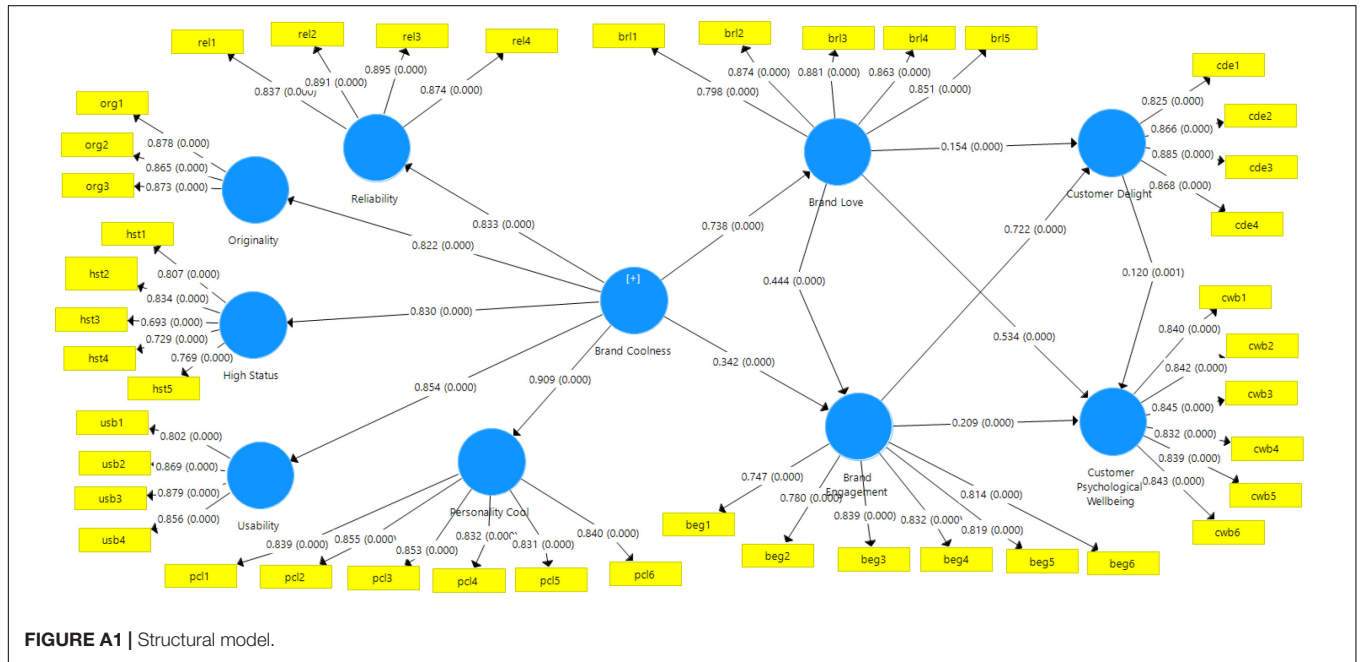 rel1
rel2
rel3
rel4
0.837 (0.000)
0.891 (0.000)
0.895 (0.000)
0.874 (0.000)
Reliability
org1
org2
org3
0.878 (0.000)
0.865 (0.000)
0.873 (0.000)
Originality
hst1
hst2
hst3
hst4
hst5
0.807 (0.000)
0.834 (0.000)
0.693 (0.000)
0.729 (0.000)
0.769 (0.000)
High Status
usb1
usb2
usb3
usb4
0.802 (0.000)
0.869 (0.000)
0.879 (0.000)
0.856 (0.000)
Usability
Personality Cool
0.839 (0.000)
0.855 (0.000)
0.853 (0.000)
0.832 (0.000)
0.831 (0.000)
0.840 (0.000)
pcl1
pcl2
pcl3
pcl4
pcl5
pcl6
0.833 (0.000)
0.822 (0.000)
0.830 (0.000)
0.854 (0.000)
0.909 (0.000)
[+]
Brand Coolness
0.738 (0.000)
0.342 (0.000)
brl1
brl2
brl3
brl4
brl5
0.798 (0.000)
0.874 (0.000)
0.881 (0.000)
0.863 (0.000)
0.851 (0.000)
Brand Love
0.154 (0.000)
0.444 (0.000)
0.722 (0.000)
0.534 (0.000)
0.209 (0.000)
0.120 (0.001)
Brand
Engagement
0.747 (0.000)
0.780 (0.000)
0.839 (0.000)
0.832 (0.000)
0.819 (0.000)
0.814 (0.000)
beg1
beg2
beg3
beg4
beg5
beg6
Customer Delight
0.825 (0.000)
0.866 (0.000)
0.885 (0.000)
0.868 (0.000)
cde1
cde2
cde3
cde4
Customer
Psychological
Wellbeing
0.840 (0.000)
0.842 (0.000)
0.845 (0.000)
0.832 (0.000)
0.839 (0.000)
0.843 (0.000)
cwb1
cwb2
cwb3
cwb4
cwb5
cwb6
FIGURE A1 | Structural model.